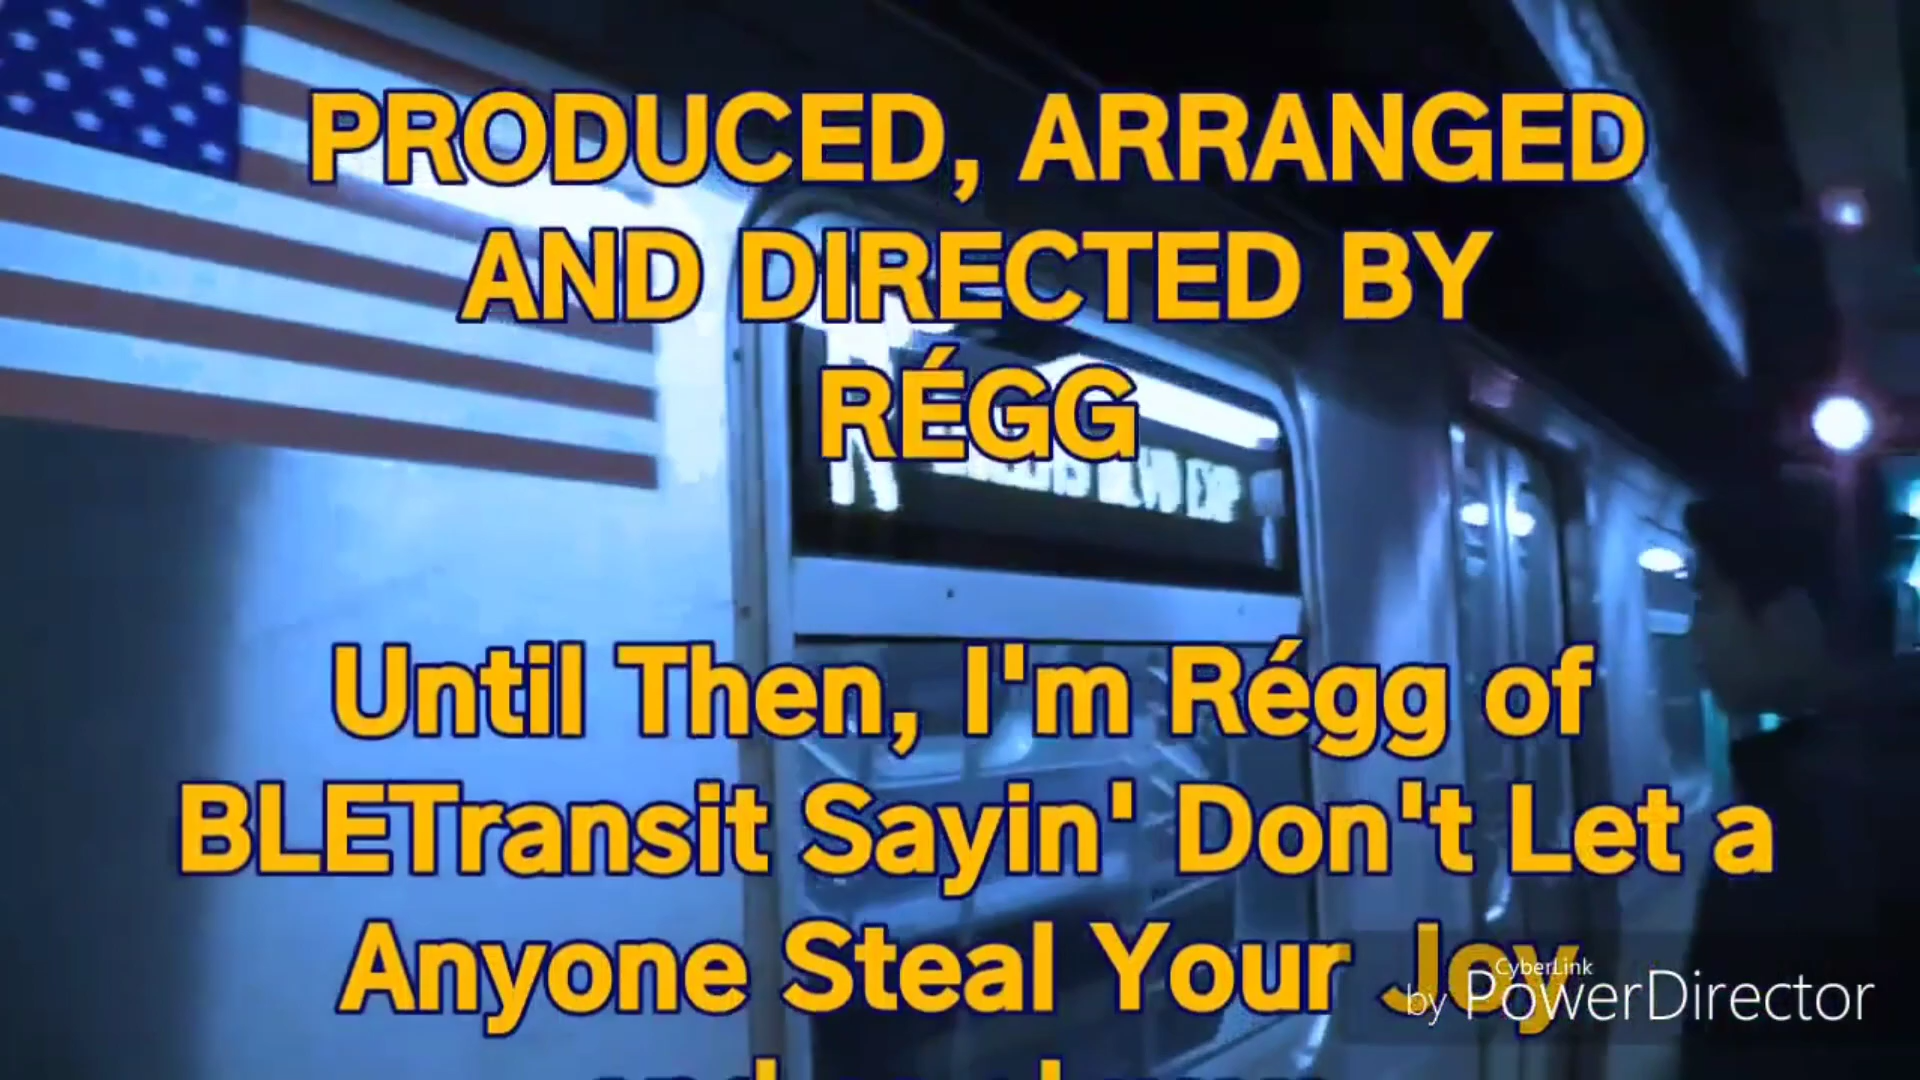 PRODUCED, ARRANGED
AND DIRECTED BY
RÉGG
Until Then, I'm Régg of
BLETransit Sayin' Don't Let a
Anyone Steal Your Joy
CyberLink
by PowerDirector